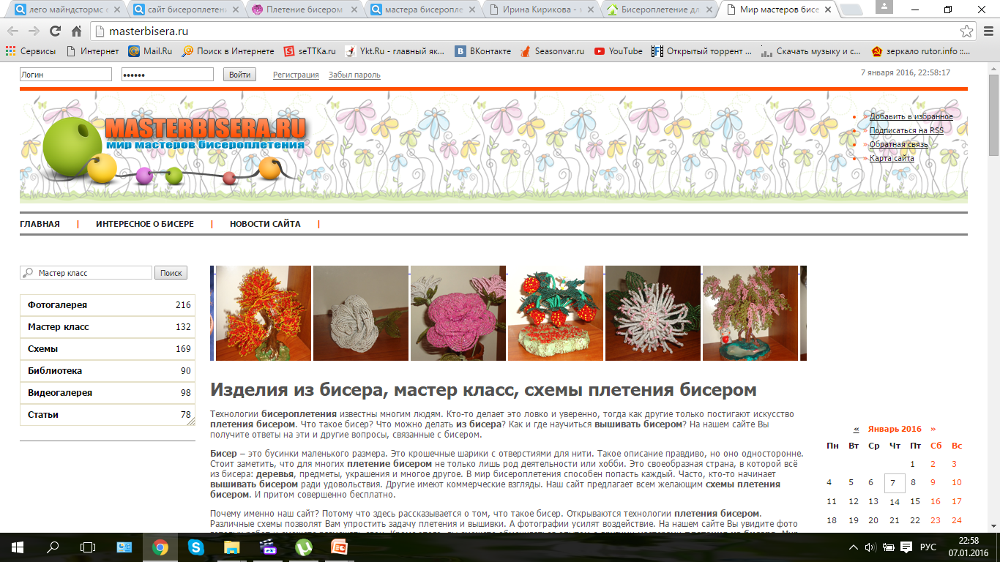 лего майндстормс
сайт бисероплетен
Плетение бисером
мастера бисеропле
Ирина Кирикова -
Бисероплетение дл
Мир мастеров бисе
masterbisera.ru
Сервисы
Интернет
Mail.Ru
Поиск в Интернете
seTTKa.ru
Ykt.Ru - главный як...
ВКонтакте
Seasonvar.ru
YouTube
Открытый торрент ...
Скачать музыку и с...
зеркало rutor.info ::...
Логин
••••••
Войти
Регистрация
Забыл пароль
7 января 2016, 22:58:17
MASTERBISERA.RU
мир мастеров бисероплетения
» Добавить в избранное
» Подписаться на RSS
» Обратная связь
» Карта сайта
ГЛАВНАЯ | ИНТЕРЕСНОЕ О БИСЕРЕ | НОВОСТИ САЙТА |
Мастер класс
Поиск
Фотогалерея 216
Мастер класс 132
Схемы 169
Библиотека 90
Видеогалерея 98
Статьи 78
Изделия из бисера, мастер класс, схемы плетения бисером
Технологии бисероплетения известны многим людям. Кто-то делает это ловко и уверенно, тогда как другие только постигают искусство
плетения бисером. Что такое бисер? Что можно делать из бисера? Как и где научиться вышивать бисером? На нашем сайте Вы
получите ответы на эти и другие вопросы, связанные с бисером.
Бисер – это бусинки маленького размера. Это крошечные шарики с отверстиями для нити. Такое описание правдиво, но оно односторонне.
Стоит заметить, что для многих плетение бисером не только лишь род деятельности или хобби. Это своеобразная страна, в которой всё
из бисера: деревья, предметы, украшения и многое другое. В мир бисероплетения способен попасть каждый. Часто, кто-то начинает
вышивать бисером ради удовольствия. Другие имеют коммерческие взгляды. Наш сайт предлагает всем желающим схемы плетения
бисером. И притом совершенно бесплатно.
Почему именно наш сайт? Потому что здесь рассказывается о том, что такое бисер. Открываются технологии плетения бисером.
Различные схемы позволят Вам упростить задачу плетения и вышивки. А фотографии усилят воздействие. На нашем сайте Вы увидите фото
« Январь 2016 »
Пн Вт Ср Чт Пт Сб Вс
1 2 3
4 5 6 7 8 9 10
11 12 13 14 15 16 17
18 19 20 21 22 23 24
РУС
22:58
07.01.2016